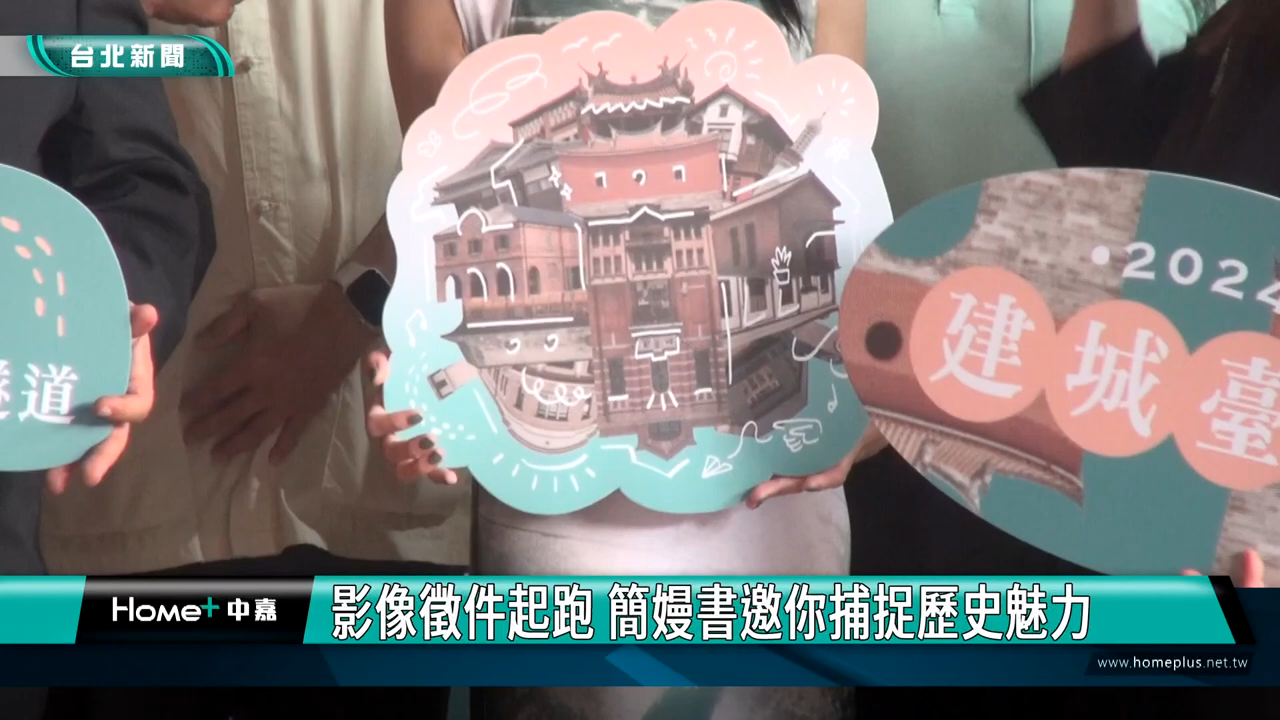 台北新聞
•2024
建城臺
隧道
Home+ 中嘉
影像徵件起跑 簡嫚書邀你捕捉歷史魅力
www.homeplus.net.tw